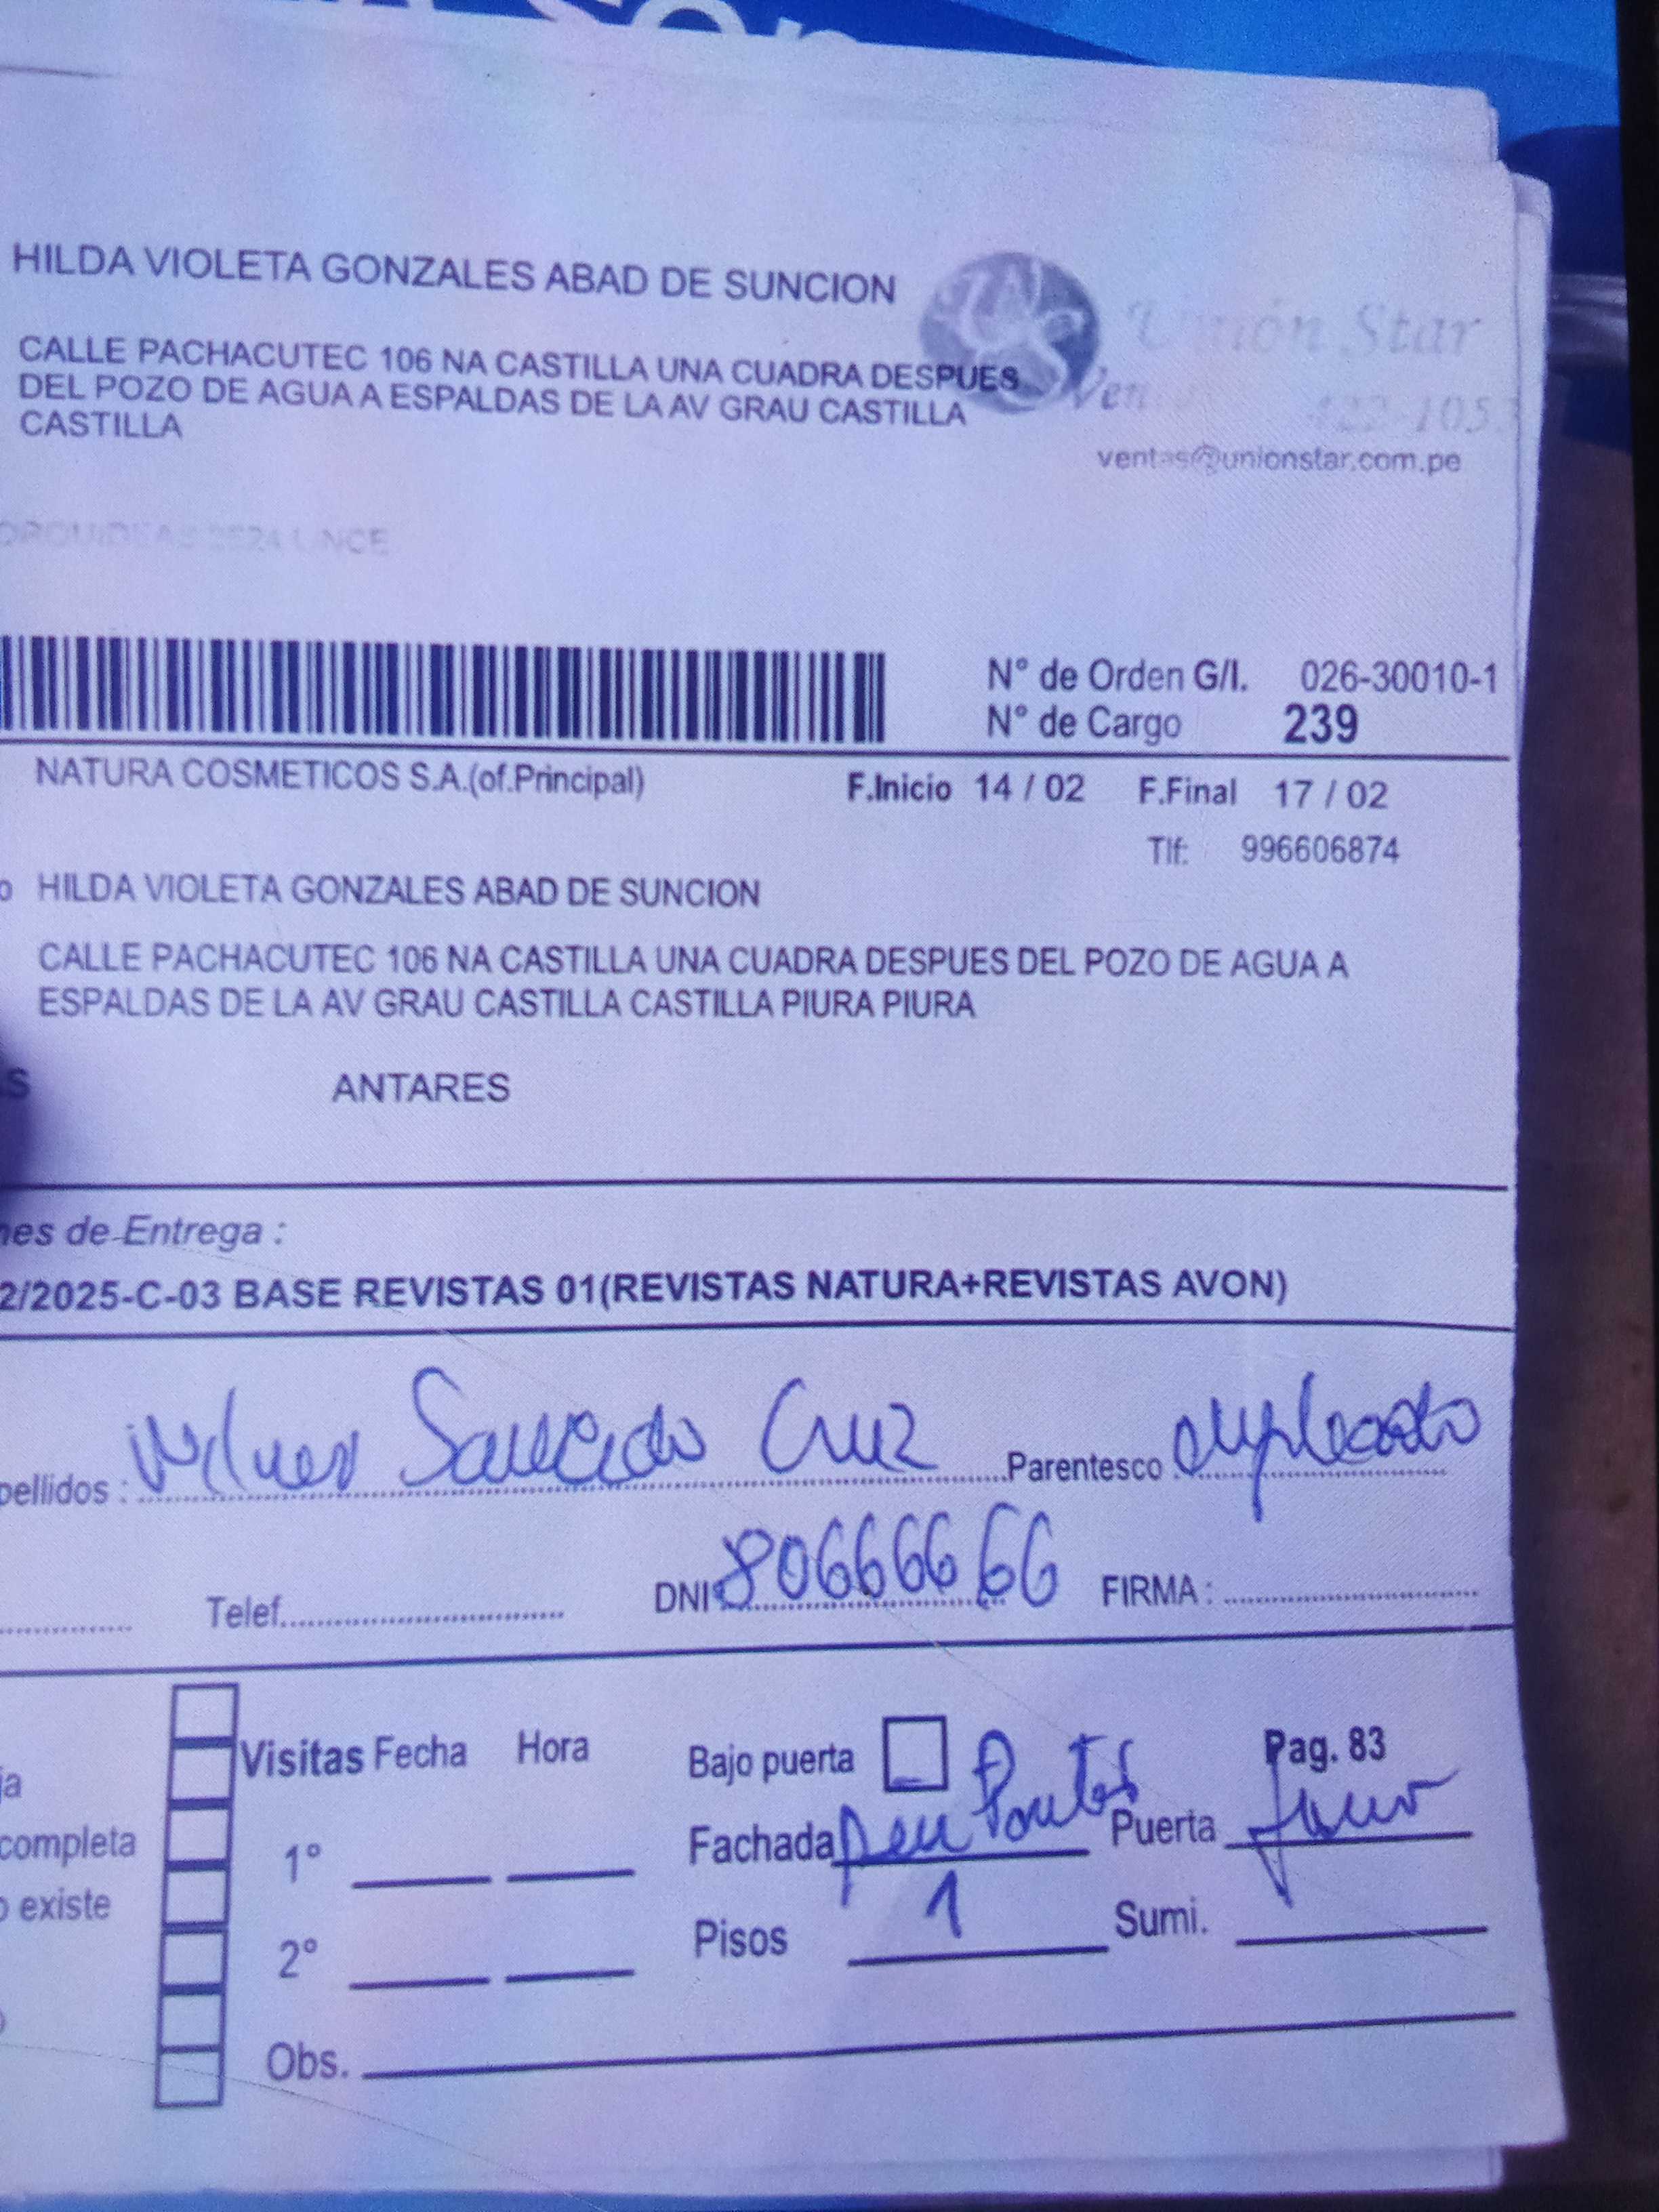 HILDA VIOLETA GONZALES ABAD DE SUNCION
Unión Star
CALLE PACHACUTEC 106 NA CASTILLA UNA CUADRA DESPUES
DEL POZO DE AGUA A ESPALDAS DE LA AV GRAU CASTILLA
CASTILLA
422-1053
ventas@unionstar.com.pe
N° de Orden G/I. 026-30010-1
N° de Cargo 239
NATURA COSMETICOS S.A.(of.Principal) F.Inicio 14 / 02 F.Final 17 / 02
Tlf: 996606874
o HILDA VIOLETA GONZALES ABAD DE SUNCION
CALLE PACHACUTEC 106 NA CASTILLA UNA CUADRA DESPUES DEL POZO DE AGUA A
ESPALDAS DE LA AV GRAU CASTILLA CASTILLA PIURA PIURA
ANTARES
nes de Entrega :
2/2025-C-03 BASE REVISTAS 01(REVISTAS NATURA+REVISTAS AVON)
pellidos : Cruz Parentesco empleado
Telef. DNI 80666666 FIRMA :
Visitas Fecha Hora Bajo puerta Pag. 83
ja
completa 1° Fachada Puerta
o existe
2° Pisos 1 Sumi.
Obs.